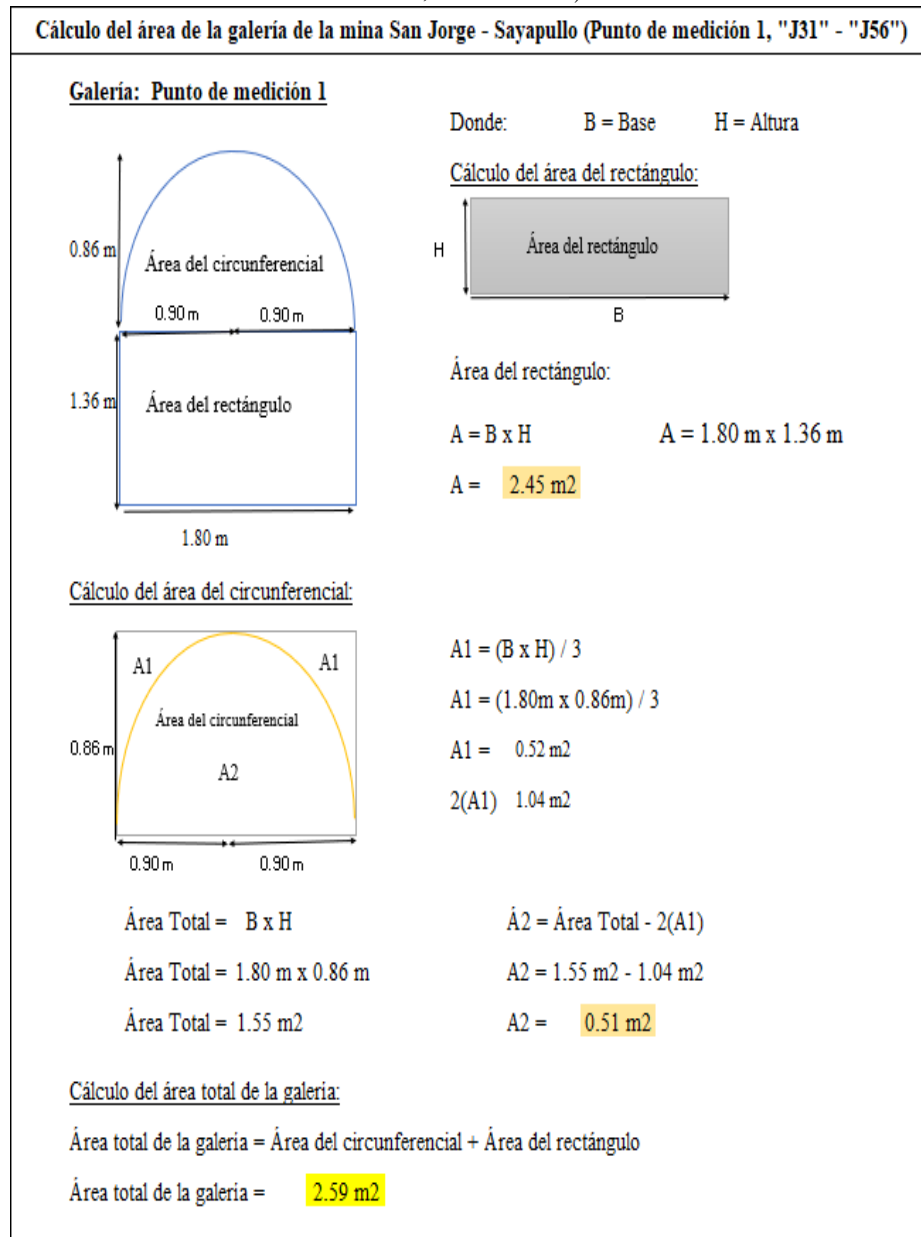 Cálculo del área de la galería de la mina San Jorge - Sayapullo (Punto de medición 1, "J31" - "J56")
Galería: Punto de medición 1
Donde: B = Base H = Altura
Cálculo del área del rectángulo:
0.86 m
Área del circunferencial
0.90 m 0.90 m
1.36 m
Área del rectángulo
1.80 m
H
Área del rectángulo
B
Área del rectángulo:
A = B x H A = 1.80 m x 1.36 m
A = 2.45 m2
Cálculo del área del circunferencial:
A1 A1
Área del circunferencial
0.86 m
A2
0.90 m 0.90 m
A1 = (B x H) / 3
A1 = (1.80m x 0.86m) / 3
A1 = 0.52 m2
2(A1) 1.04 m2
Área Total = B x H
Área Total = 1.80 m x 0.86 m
Área Total = 1.55 m2
Á2 = Área Total - 2(A1)
A2 = 1.55 m2 - 1.04 m2
A2 = 0.51 m2
Cálculo del área total de la galeria:
Área total de la galeria = Área del circunferencial + Área del rectángulo
Área total de la galeria = 2.59 m2